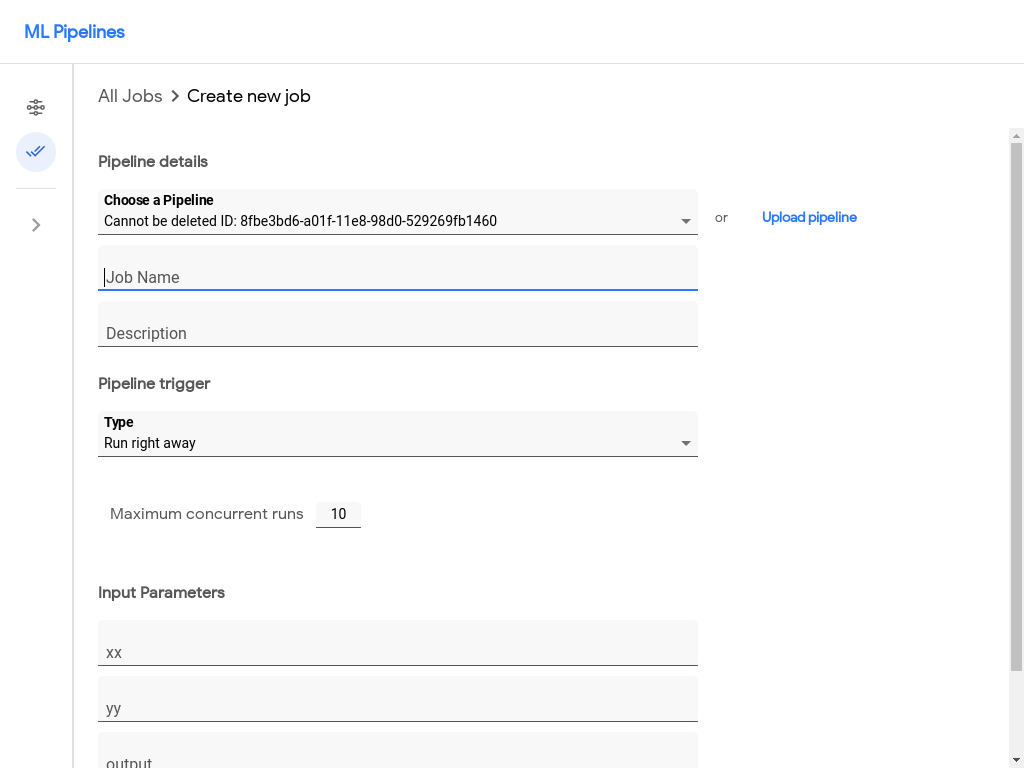 ML Pipelines
All Jobs > Create new job
Pipeline details
Choose a Pipeline
Cannot be deleted ID: 8fbe3bd6-a01f-11e8-98d0-529269fb1460
or
Upload pipeline
Job Name
Description
Pipeline trigger
Type
Run right away
Maximum concurrent runs 10
Input Parameters
xx
yy
output